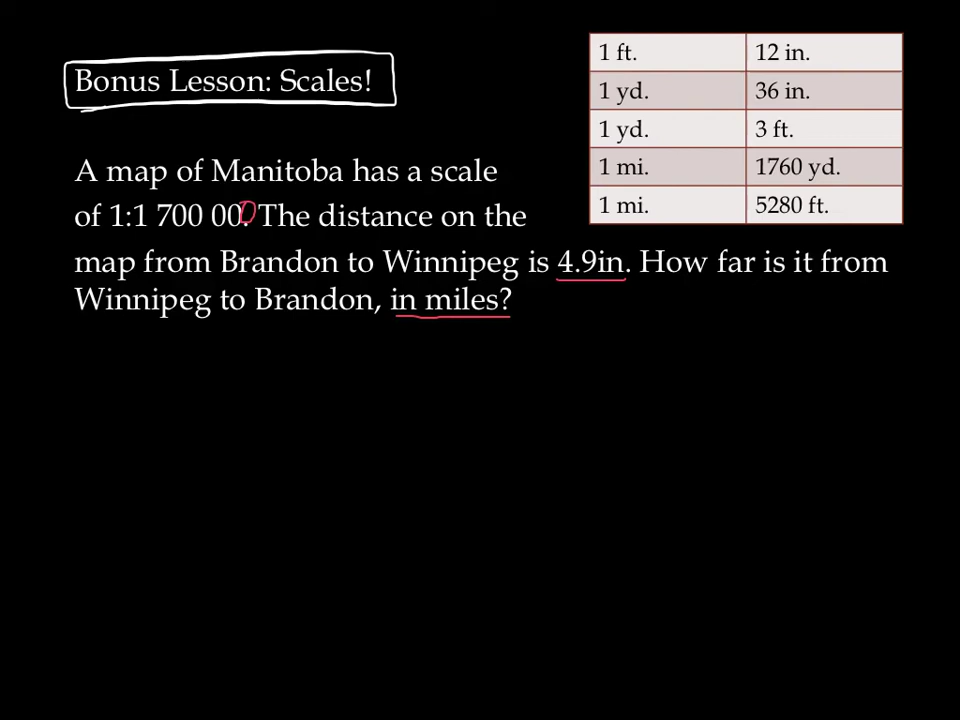 Bonus Lesson: Scales!
1 ft. 12 in.
1 yd. 36 in.
1 yd. 3 ft.
1 mi. 1760 yd.
1 mi. 5280 ft.
A map of Manitoba has a scale
of 1:1 700 000. The distance on the
map from Brandon to Winnipeg is 4.9in. How far is it from
Winnipeg to Brandon, in miles?